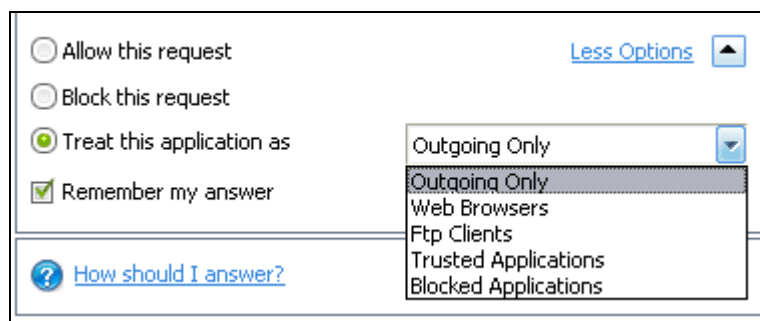 Allow this request
Less Options
Block this request
Treat this application as
Outgoing Only
Remember my answer
Outgoing Only
Web Browsers
Ftp Clients
Trusted Applications
Blocked Applications
How should I answer?